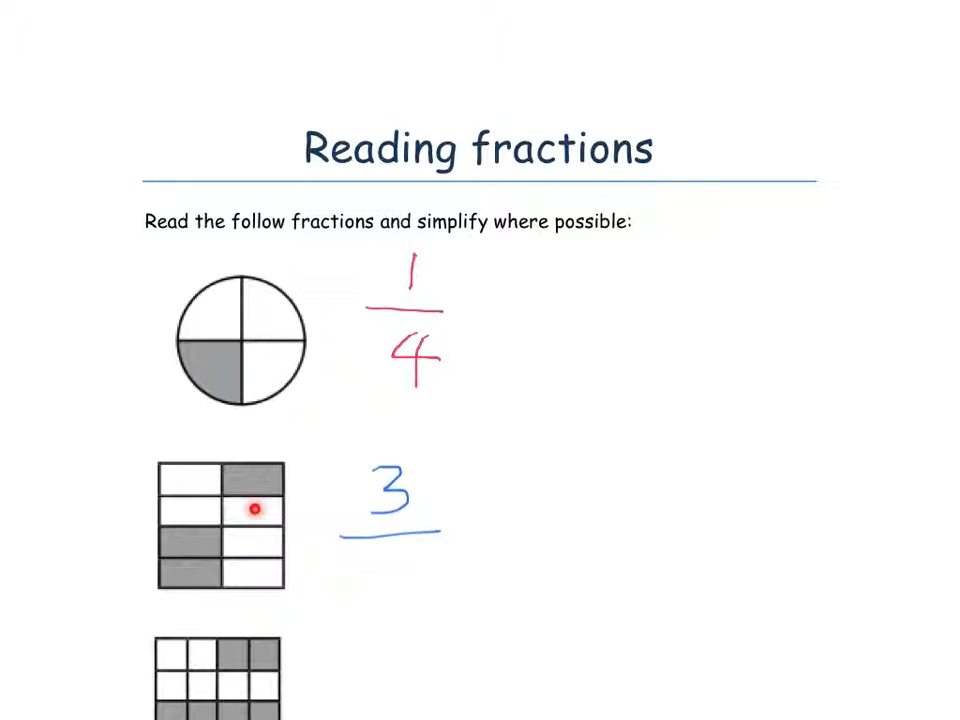 Reading fractions
Read the follow fractions and simplify where possible:
1
4
3